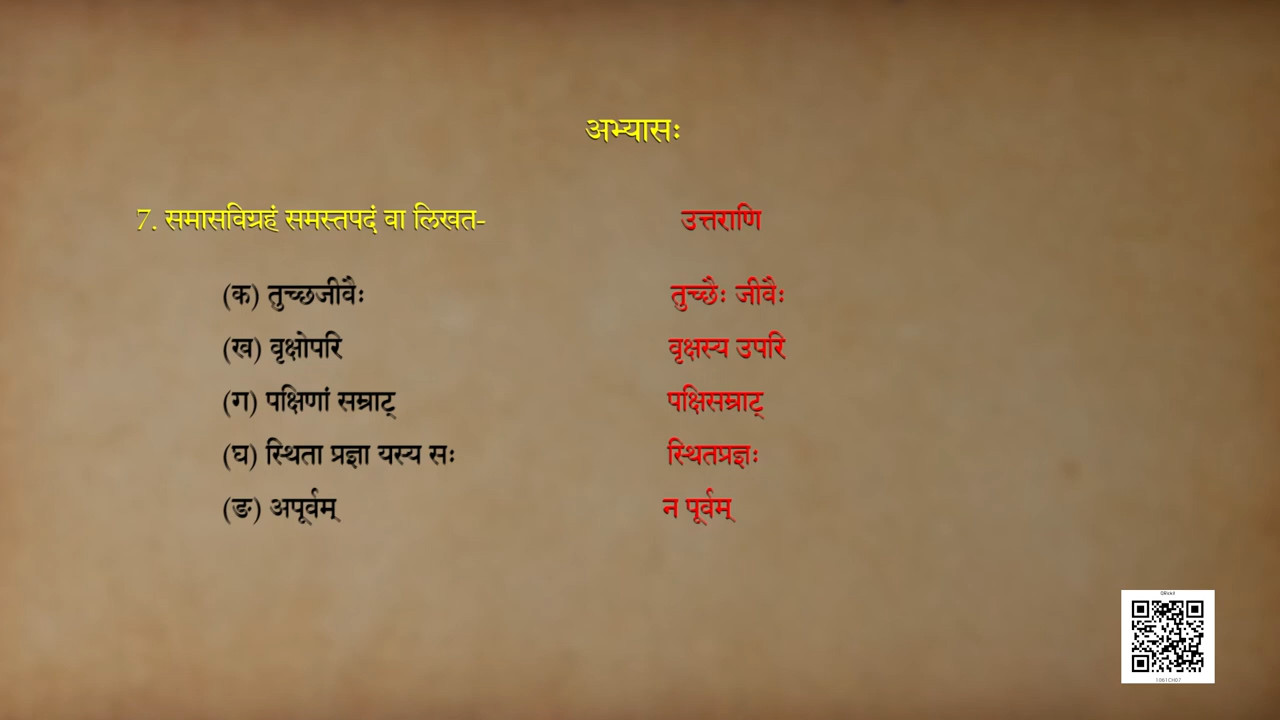 अभ्यासः
7. समासविग्रहं समस्तपदं वा लिखत- उत्तराणि
(क) तुच्छजीवैः तुच्छैः जीवैः
(ख) वृक्षोपरि वृक्षस्य उपरि
(ग) पक्षिणां सम्राट् पक्षिसम्राट्
(घ) स्थिता प्रज्ञा यस्य सः स्थितप्रज्ञः
(ङ) अपूर्वम् न पूर्वम्
1061CH07